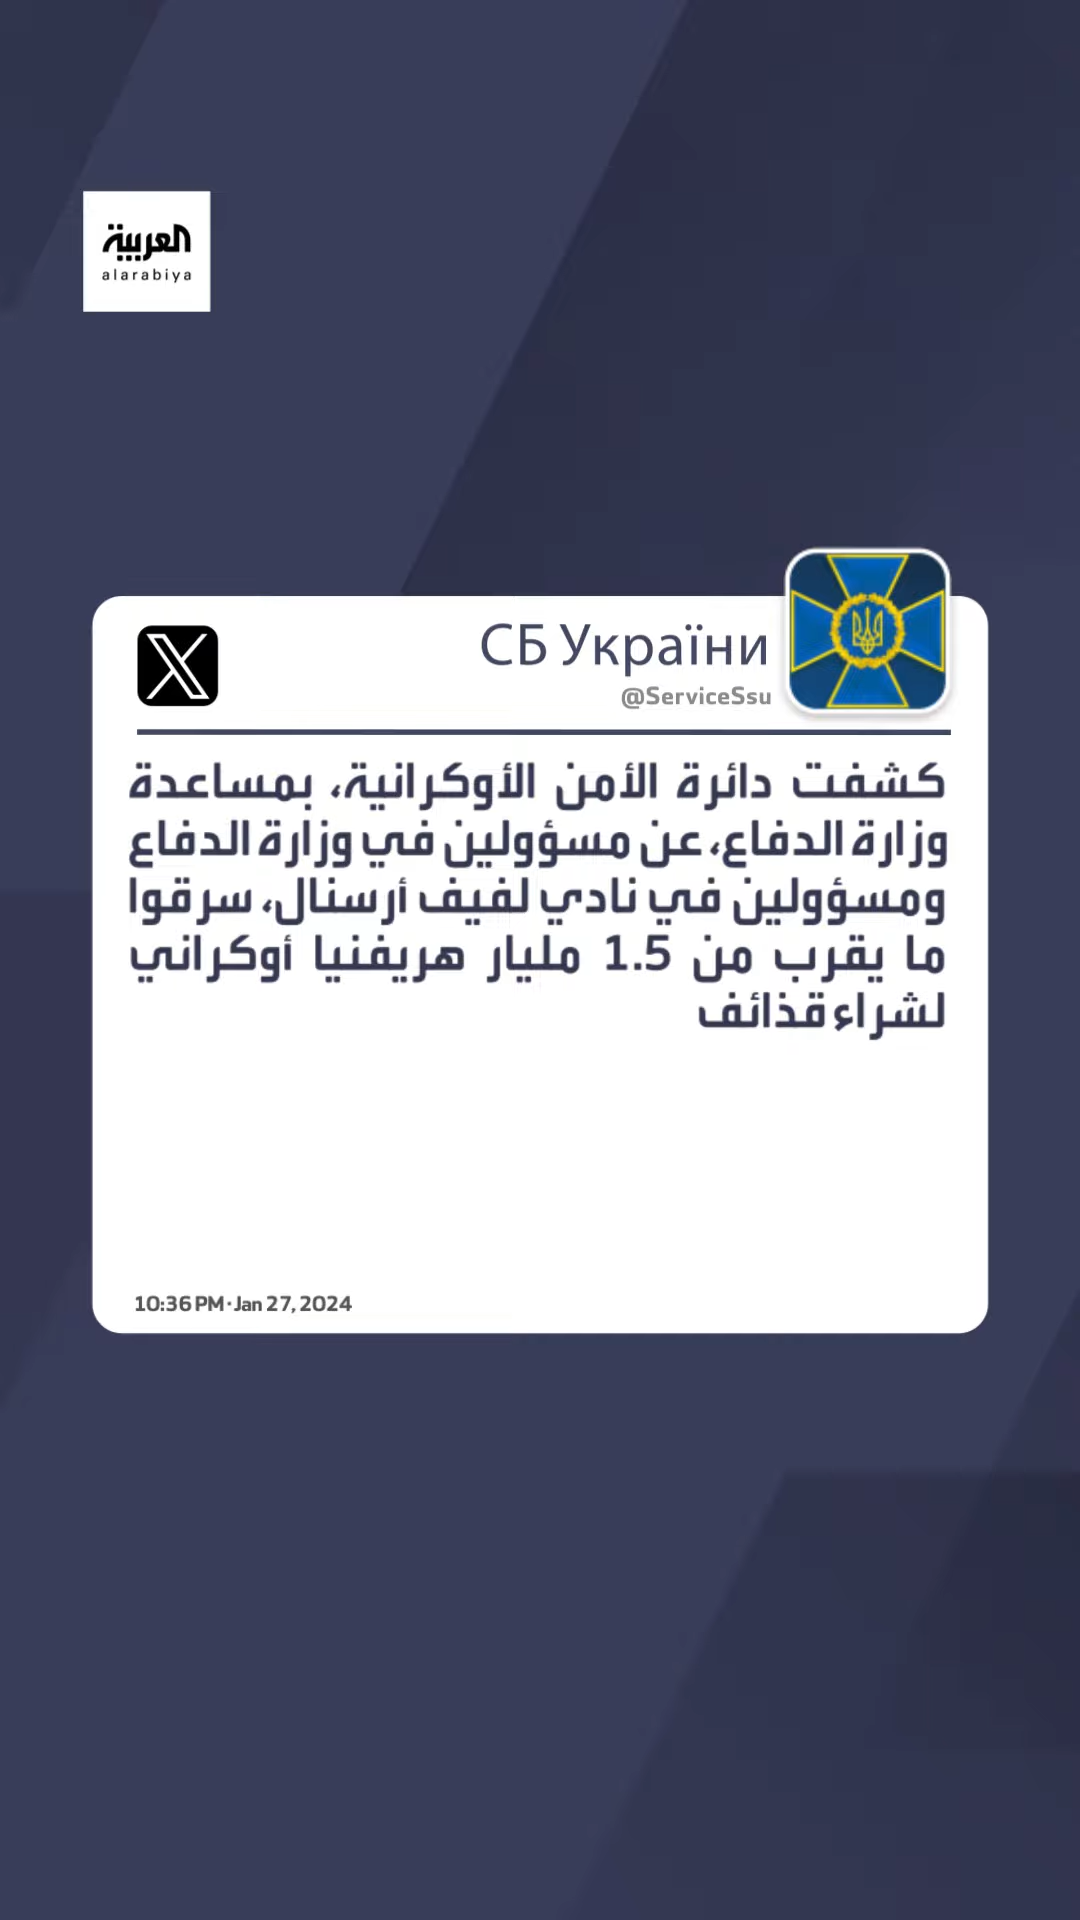 العربية
alarabiya
СБ України
@ServiceSsu
كشفت دائرة الأمن الأوكرانية، بمساعدة
وزارة الدفاع، عن مسؤولين في وزارة الدفاع
ومسؤولين في نادي لفيف أرسنال، سرقوا
ما يقرب من 1.5 مليار هريفنيا أوكراني
لشراء قذائف
10:36 PM · Jan 27, 2024